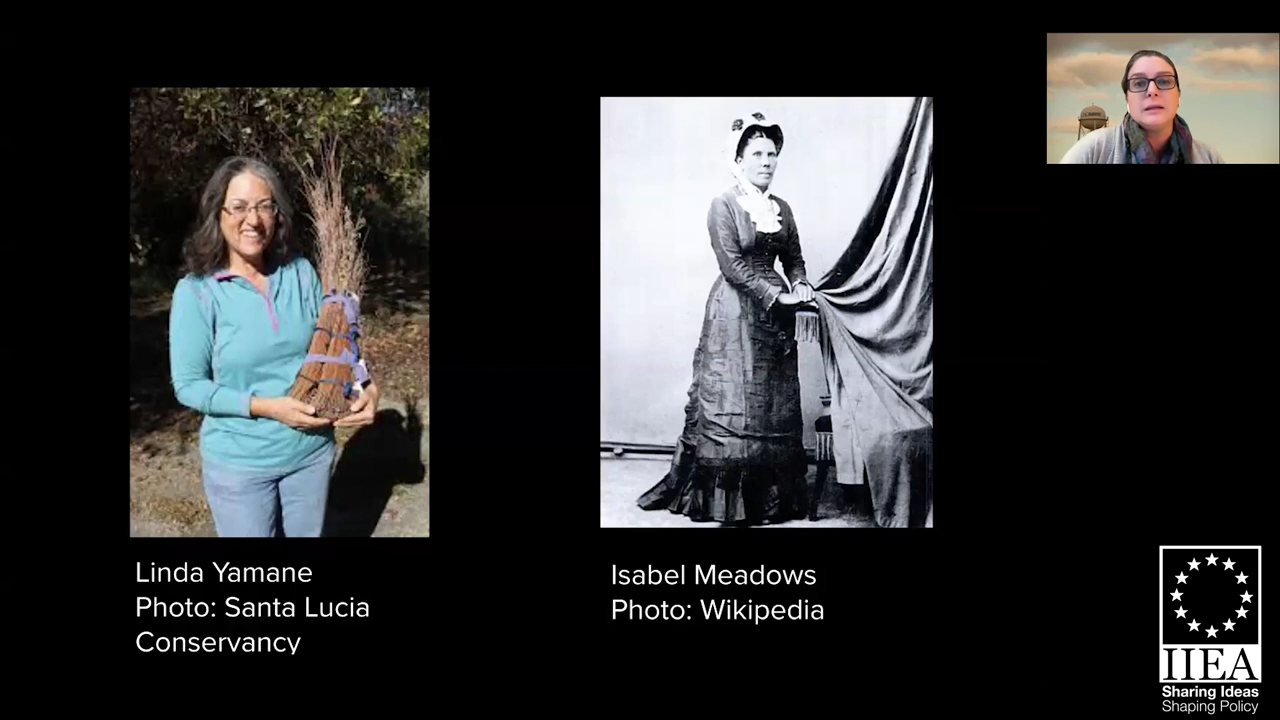 Linda Yamane
Photo: Santa Lucia
Conservancy
Isabel Meadows
Photo: Wikipedia
IIEA
Sharing Ideas
Shaping Policy